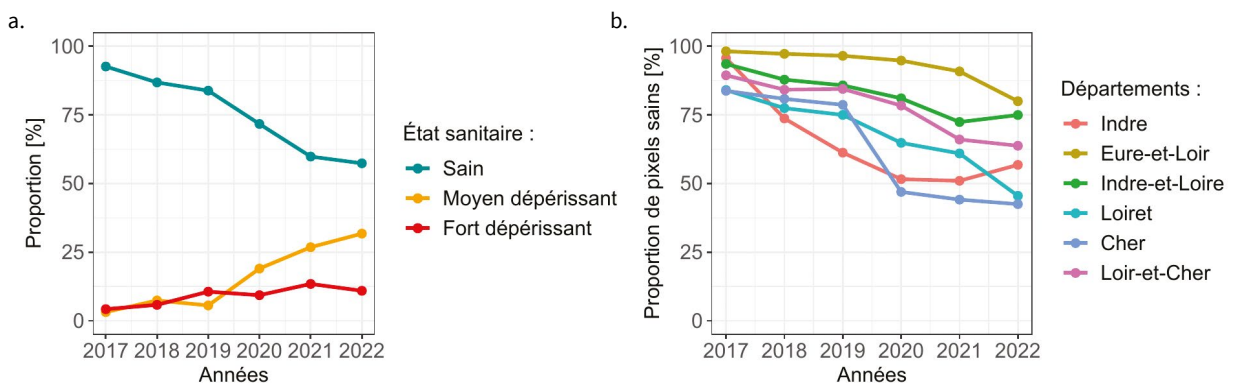 a.
Proportion [%]
100
75
50
25
0
2017 2018 2019 2020 2021 2022
Années
État sanitaire :
Sain
Moyen dépérissant
Fort dépérissant
b.
Proportion de pixels sains [%]
100
75
50
25
0
2017 2018 2019 2020 2021 2022
Années
Départements :
Indre
Eure-et-Loir
Indre-et-Loire
Loiret
Cher
Loir-et-Cher